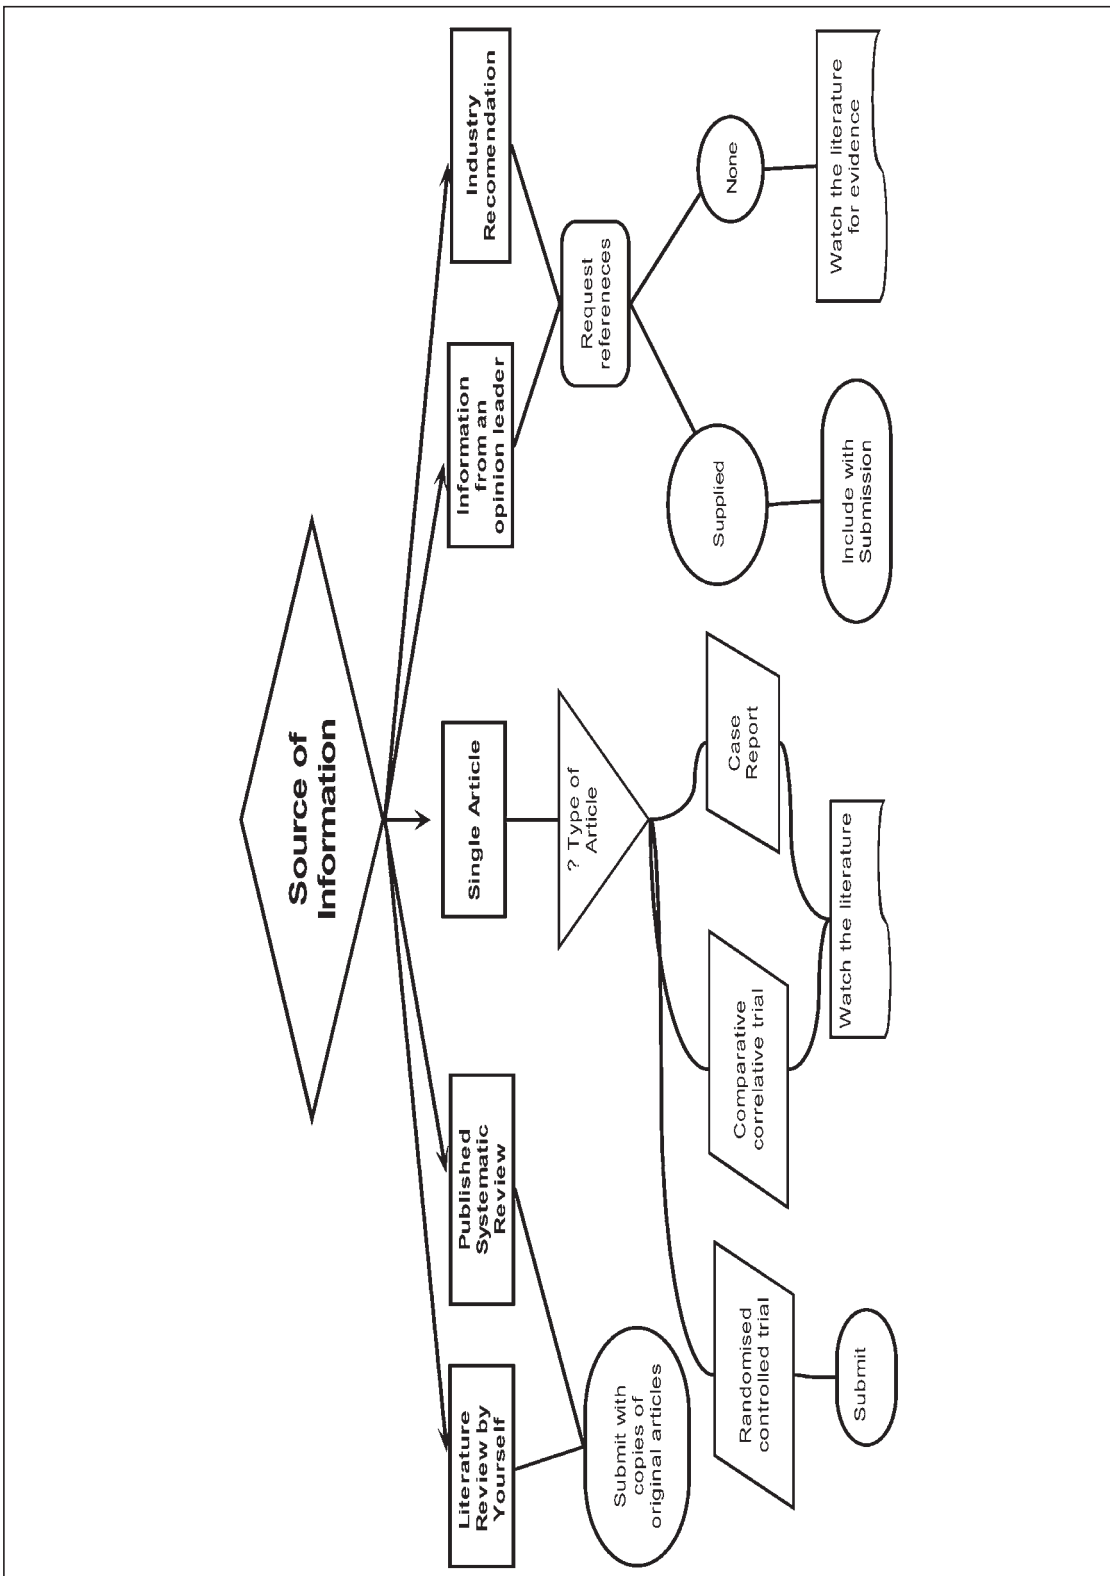 Source of
Information
Literature
Review by
Yourself
Published
Systematic
Review
Single Article
Information
from an
opinion leader
Industry
Recomendation
Submit with
copies of
original articles
? Type of
Article
Request
refereneces
Randomised
controlled trial
Comparative
correlative trial
Case
Report
Supplied
None
Submit
Watch the literature
Include with
Submission
Watch the literature
for evidence